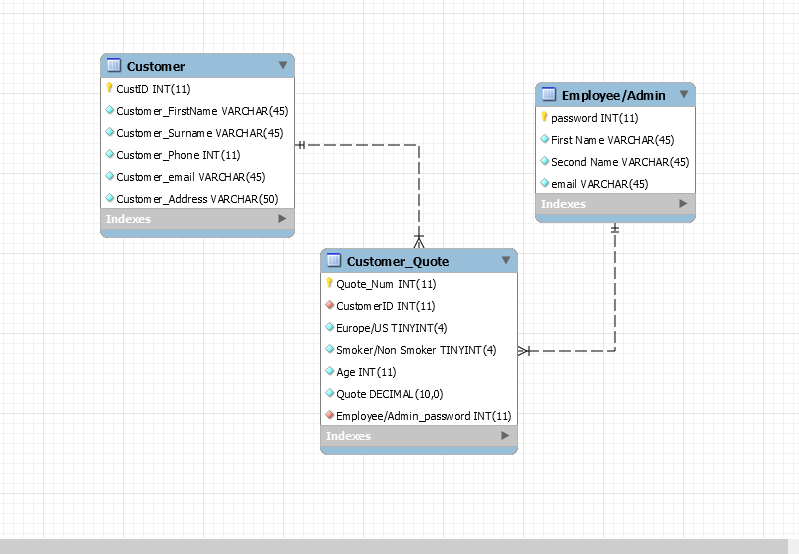 Customer
CustID INT(11)
Customer_FirstName VARCHAR(45)
Customer_Surname VARCHAR(45)
Customer_Phone INT(11)
Customer_email VARCHAR(45)
Customer_Address VARCHAR(50)
Indexes
Employee/Admin
password INT(11)
First Name VARCHAR(45)
Second Name VARCHAR(45)
email VARCHAR(45)
Indexes
Customer_Quote
Quote_Num INT(11)
CustomerID INT(11)
Europe/US TINYINT(4)
Smoker/Non Smoker TINYINT(4)
Age INT(11)
Quote DECIMAL(10,0)
Employee/Admin_password INT(11)
Indexes